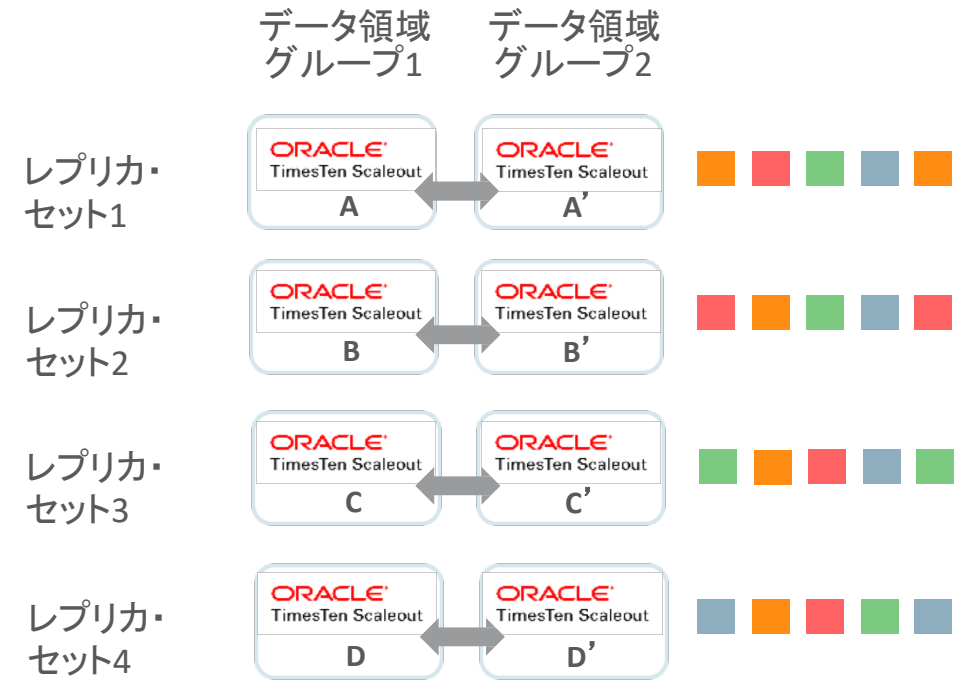 データ領域
グループ1
データ領域
グループ2
レプリカ・
セット1
ORACLE®
TimesTen Scaleout
A
ORACLE®
TimesTen Scaleout
A’
レプリカ・
セット2
ORACLE®
TimesTen Scaleout
B
ORACLE®
TimesTen Scaleout
B’
レプリカ・
セット3
ORACLE®
TimesTen Scaleout
C
ORACLE®
TimesTen Scaleout
C’
レプリカ・
セット4
ORACLE®
TimesTen Scaleout
D
ORACLE®
TimesTen Scaleout
D’